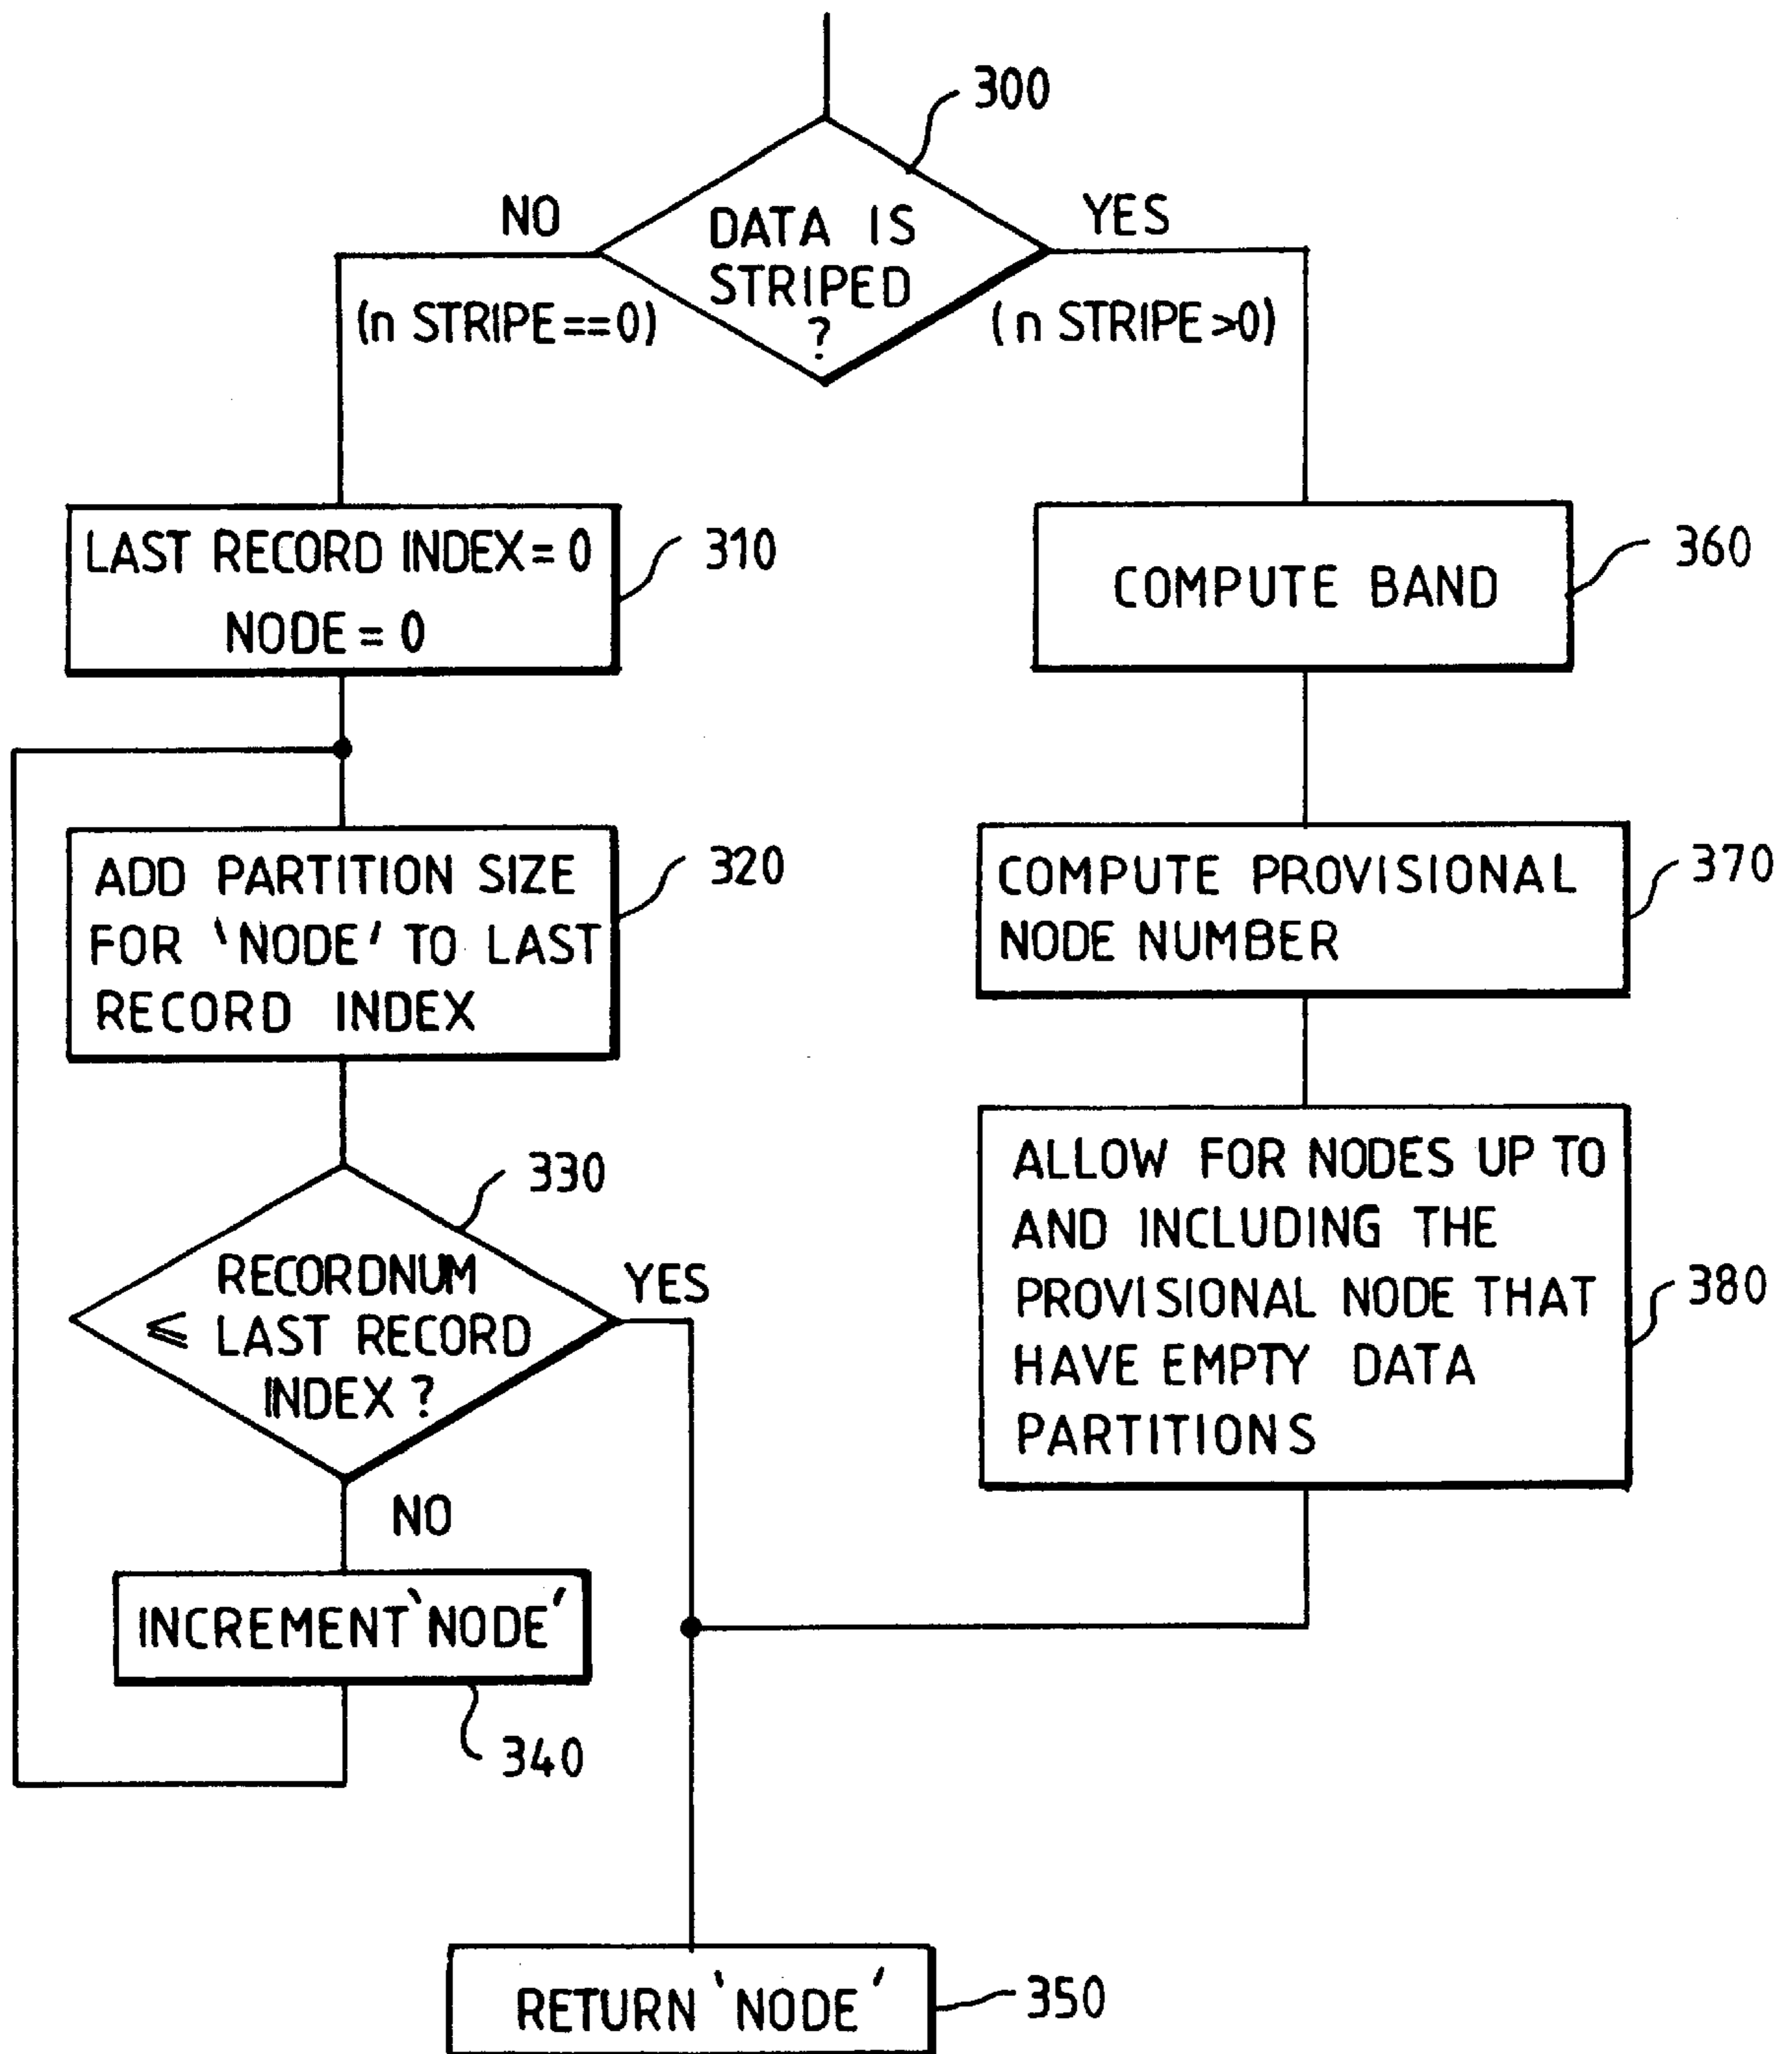 300
NO
YES
DATA IS
STRIPED
?
(n STRIPE==0)
(n STRIPE>0)
LAST RECORD INDEX = 0
NODE = 0
310
COMPUTE BAND
360
ADD PARTITION SIZE
FOR 'NODE' TO LAST
RECORD INDEX
320
COMPUTE PROVISIONAL
NODE NUMBER
370
330
RECORDNUM
≤ LAST RECORD
INDEX ?
YES
NO
ALLOW FOR NODES UP TO
AND INCLUDING THE
PROVISIONAL NODE THAT
HAVE EMPTY DATA
PARTITIONS
380
INCREMENT 'NODE'
340
RETURN 'NODE'
350